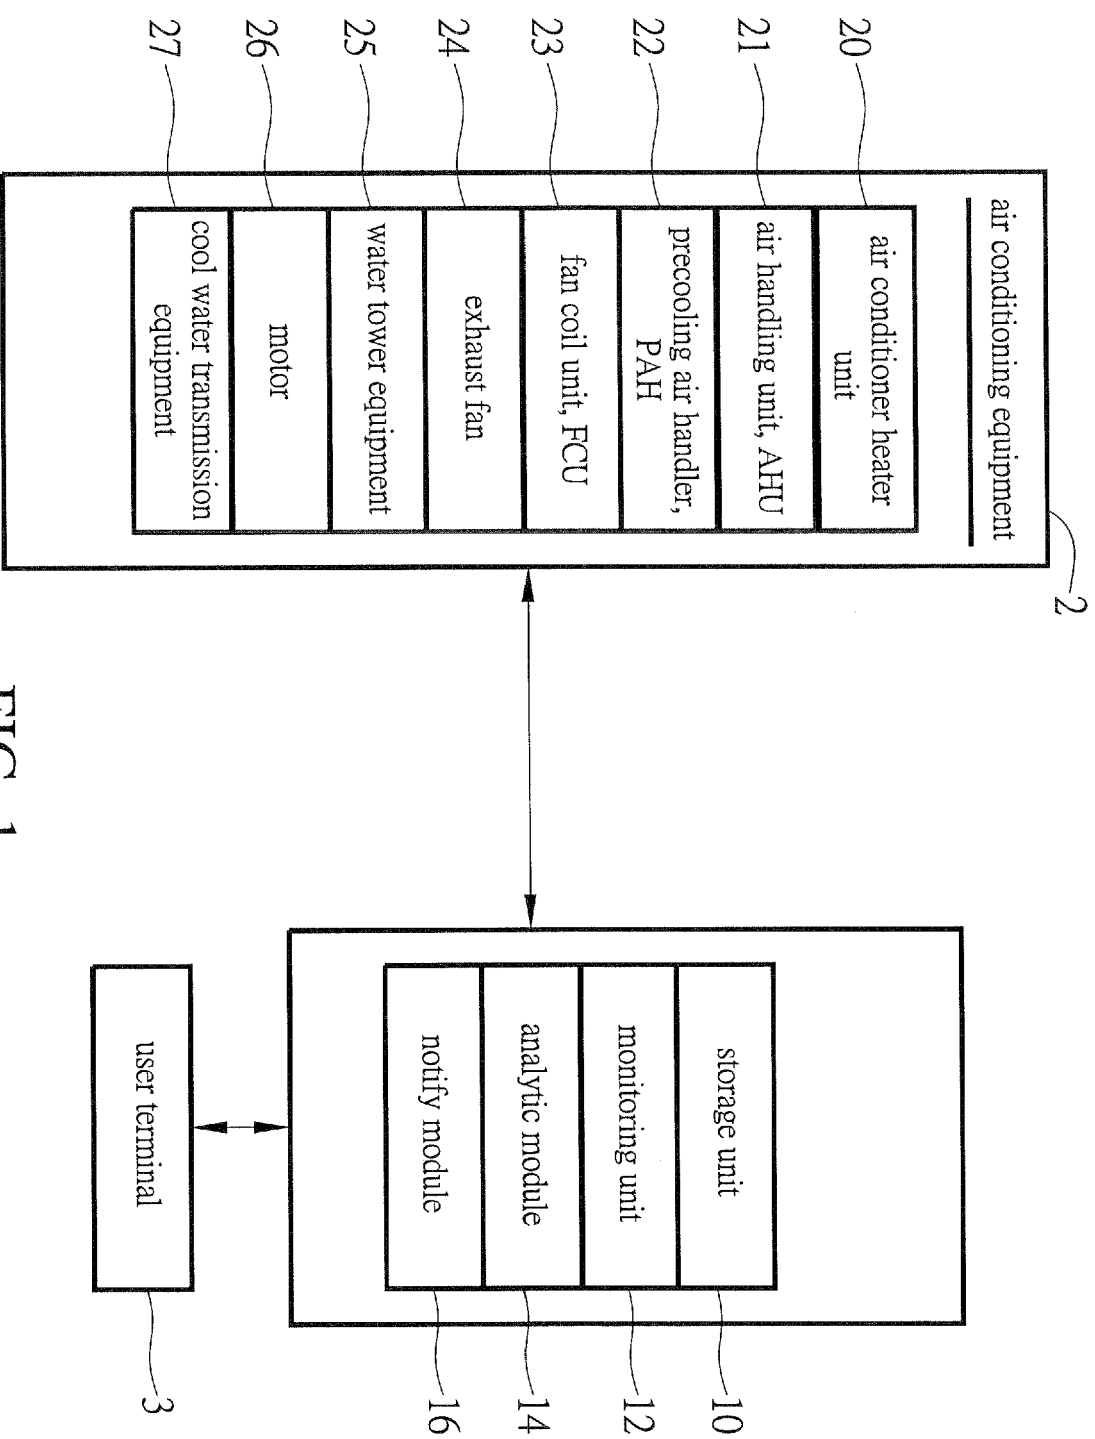 2
air conditioning equipment
20
air conditioner heater
unit
21
air handling unit, AHU
22
precooling air handler,
PAH
23
fan coil unit, FCU
24
exhaust fan
25
water tower equipment
26
motor
27
cool water transmission
equipment
storage unit
10
monitoring unit
12
analytic module
14
notify module
16
user terminal
3
FIG. 1